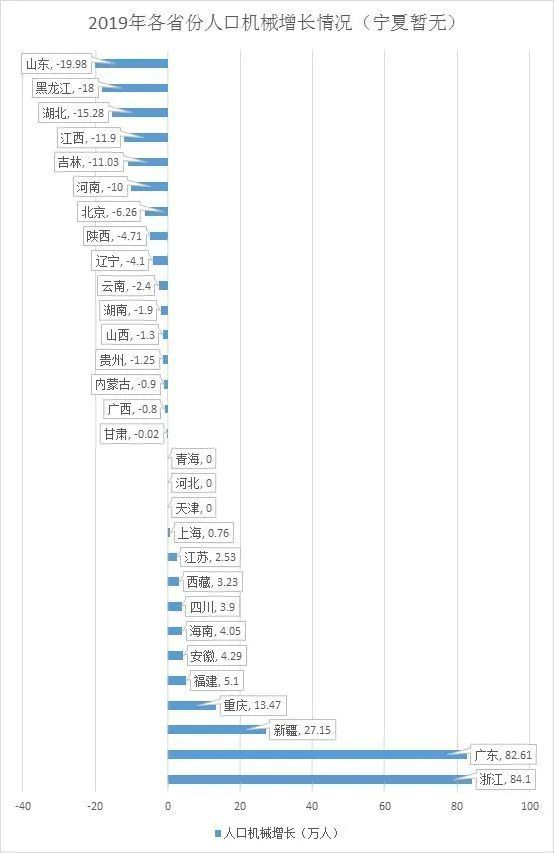 2019年各省份人口机械增长情况（宁夏暂无）
山东, -19.98
黑龙江, -18
湖北, -15.28
江西, -11.9
吉林, -11.03
河南, -10
北京, -6.26
陕西, -4.71
辽宁, -4.1
云南, -2.4
湖南, -1.9
山西, -1.3
贵州, -1.25
内蒙古, -0.9
广西, -0.8
甘肃, -0.02
青海, 0
河北, 0
天津, 0
上海, 0.76
江苏, 2.53
西藏, 3.23
四川, 3.9
海南, 4.05
安徽, 4.29
福建, 5.1
重庆, 13.47
新疆, 27.15
广东, 82.61
浙江, 84.1
-40 -20 0 20 40 60 80 100
人口机械增长（万人）